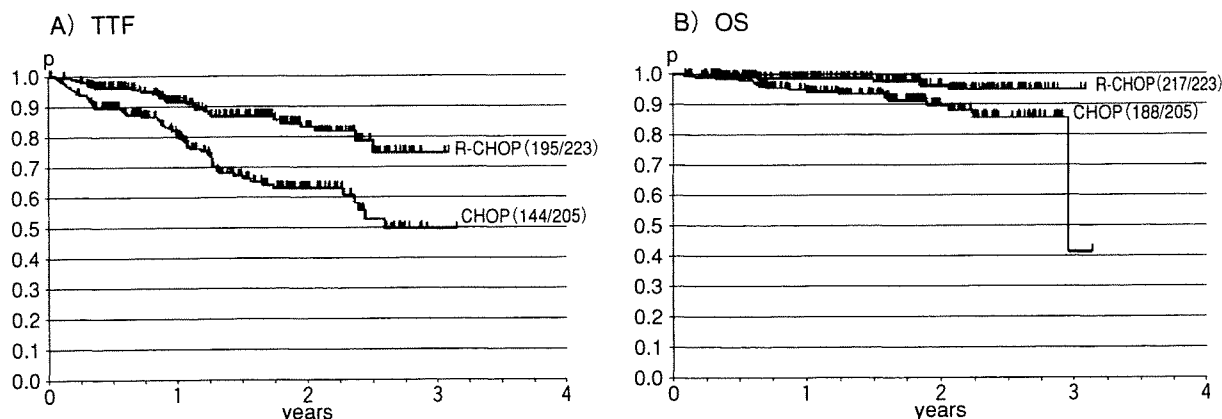 A) TTF
p
1.0
0.9
0.8
0.7
0.6
0.5
0.4
0.3
0.2
0.1
0.0
R-CHOP(195/223)
CHOP(144/205)
0 1 2 3 4
years
B) OS
p
1.0
0.9
0.8
0.7
0.6
0.5
0.4
0.3
0.2
0.1
0.0
R-CHOP(217/223)
CHOP(188/205)
0 1 2 3 4
years